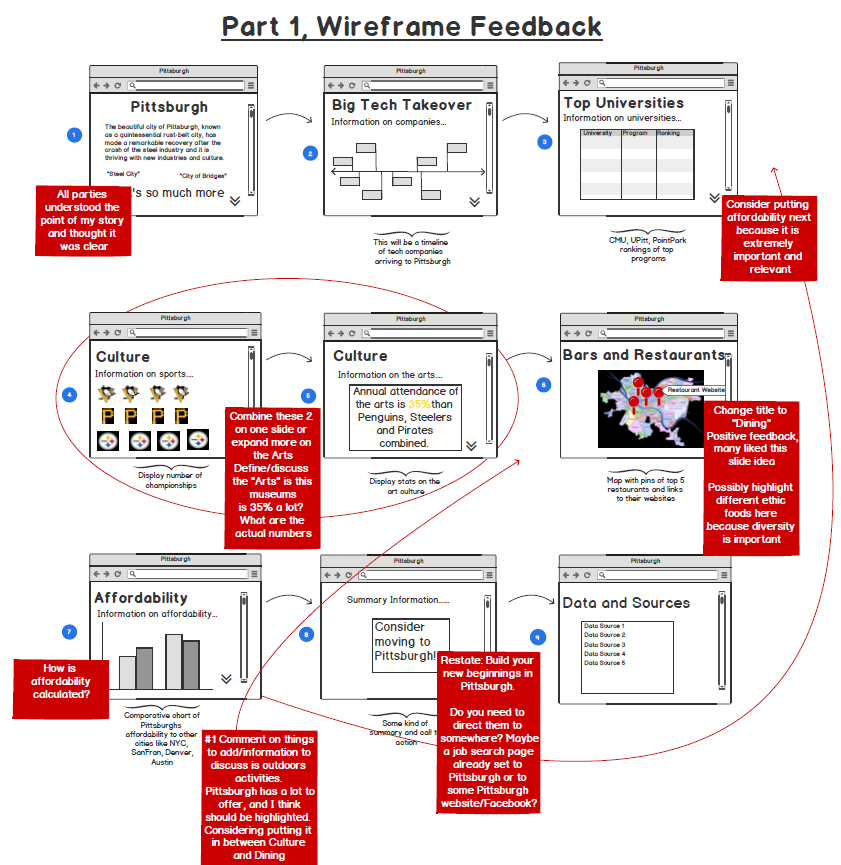 Part 1, Wireframe Feedback
Pittsburgh
Pittsburgh
The beautiful city of Pittsburgh, known
as a quintessential rust-belt city, has
made a remarkable recovery after the
crash of the steel industry and it is
thriving with new industries and culture.
"Steel City"
"City of Bridges"
's so much more
1
All parties
understood the
point of my story
and thought it
was clear
Pittsburgh
Big Tech Takeover
Information on companies...
2
This will be a timeline
of tech companies
arriving to Pittsburgh
Pittsburgh
Top Universities
Information on universities...
University Program Ranking
3
CMU, UPitt, PointPark
rankings of top
programs
Consider putting
affordability next
because it is
extremely
important and
relevant
Pittsburgh
Culture
Information on sports....
4
Display number of
championships
Pittsburgh
Culture
Information on the arts....
Annual attendance of
the arts is 35%than
Penguins, Steelers
and Pirates
combined.
5
Display stats on the
art culture
Combine these 2
on one slide or
expand more on
the Arts
Define/discuss
the "Arts" is this
museums
is 35% a lot?
What are the
actual numbers
Pittsburgh
Bars and Restaurants
Restaurant Website
6
Map with pins of top 5
restaurants and links
to their websites
Change title to
"Dining"
Positive feedback,
many liked this
slide idea
Possibly highlight
different ethic
foods here
because diversity
is important
Pittsburgh
Affordability
Information on affordability...
7
How is
affordability
calculated?
Comparative chart of
Pittsburghs
affordability to other
cities like NYC,
SanFran, Denver,
Austin
Pittsburgh
Summary Information.....
Consider
moving to
Pittsburgh!
8
Some kind of
summary and call t
action
#1 Comment on things
to add/information to
discuss is outdoors
activities.
Pittsburgh has a lot to
offer, and I think
should be highlighted.
Considering putting it
in between Culture
and Dining
Restate: Build your
new beginnings in
Pittsburgh.
Do you need to
direct them to
somewhere? Maybe
a job search page
already set to
Pittsburgh or to
some Pittsburgh
website/Facebook?
Pittsburgh
Data and Sources
Data Source 1
Data Source 2
Data Source 3
Data Source 4
Data Source 5
9